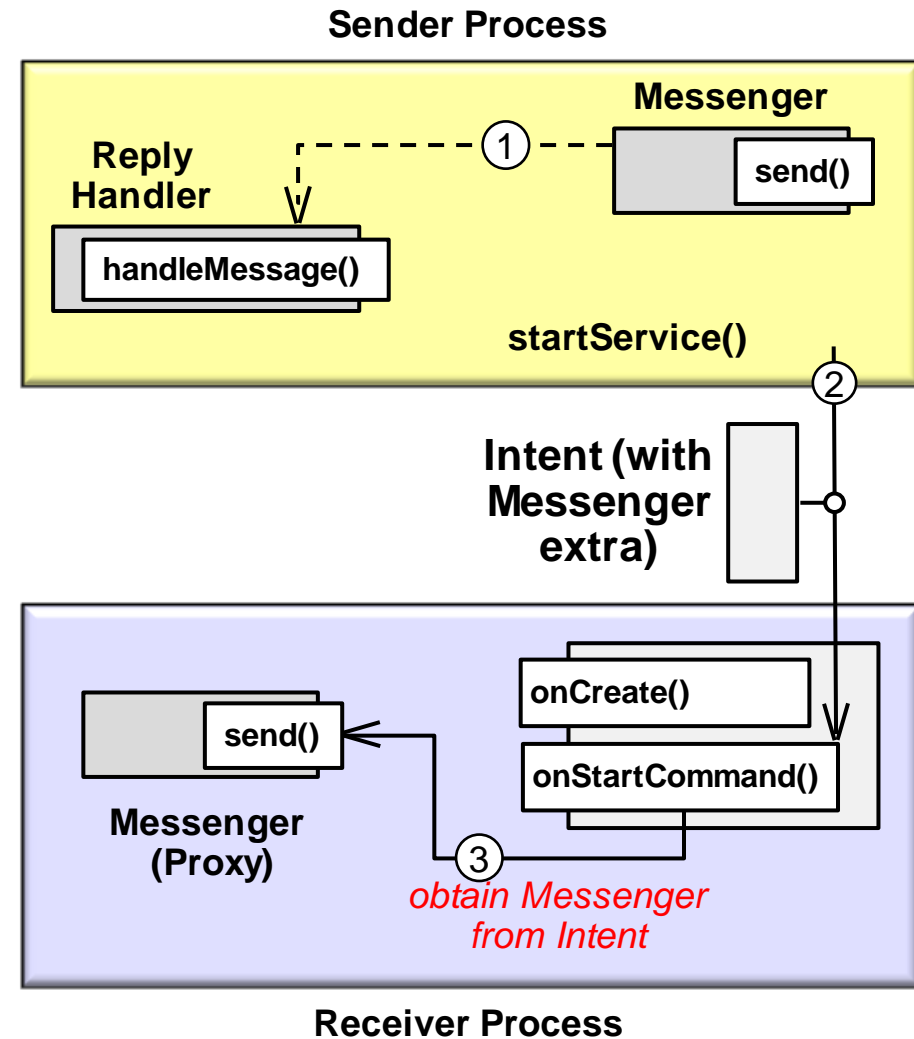 Sender Process
Messenger
1
send()
Reply
Handler
handleMessage()
startService()
2
Intent (with
Messenger
extra)
onCreate()
send()
onStartCommand()
Messenger
(Proxy)
3
obtain Messenger
from Intent
Receiver Process